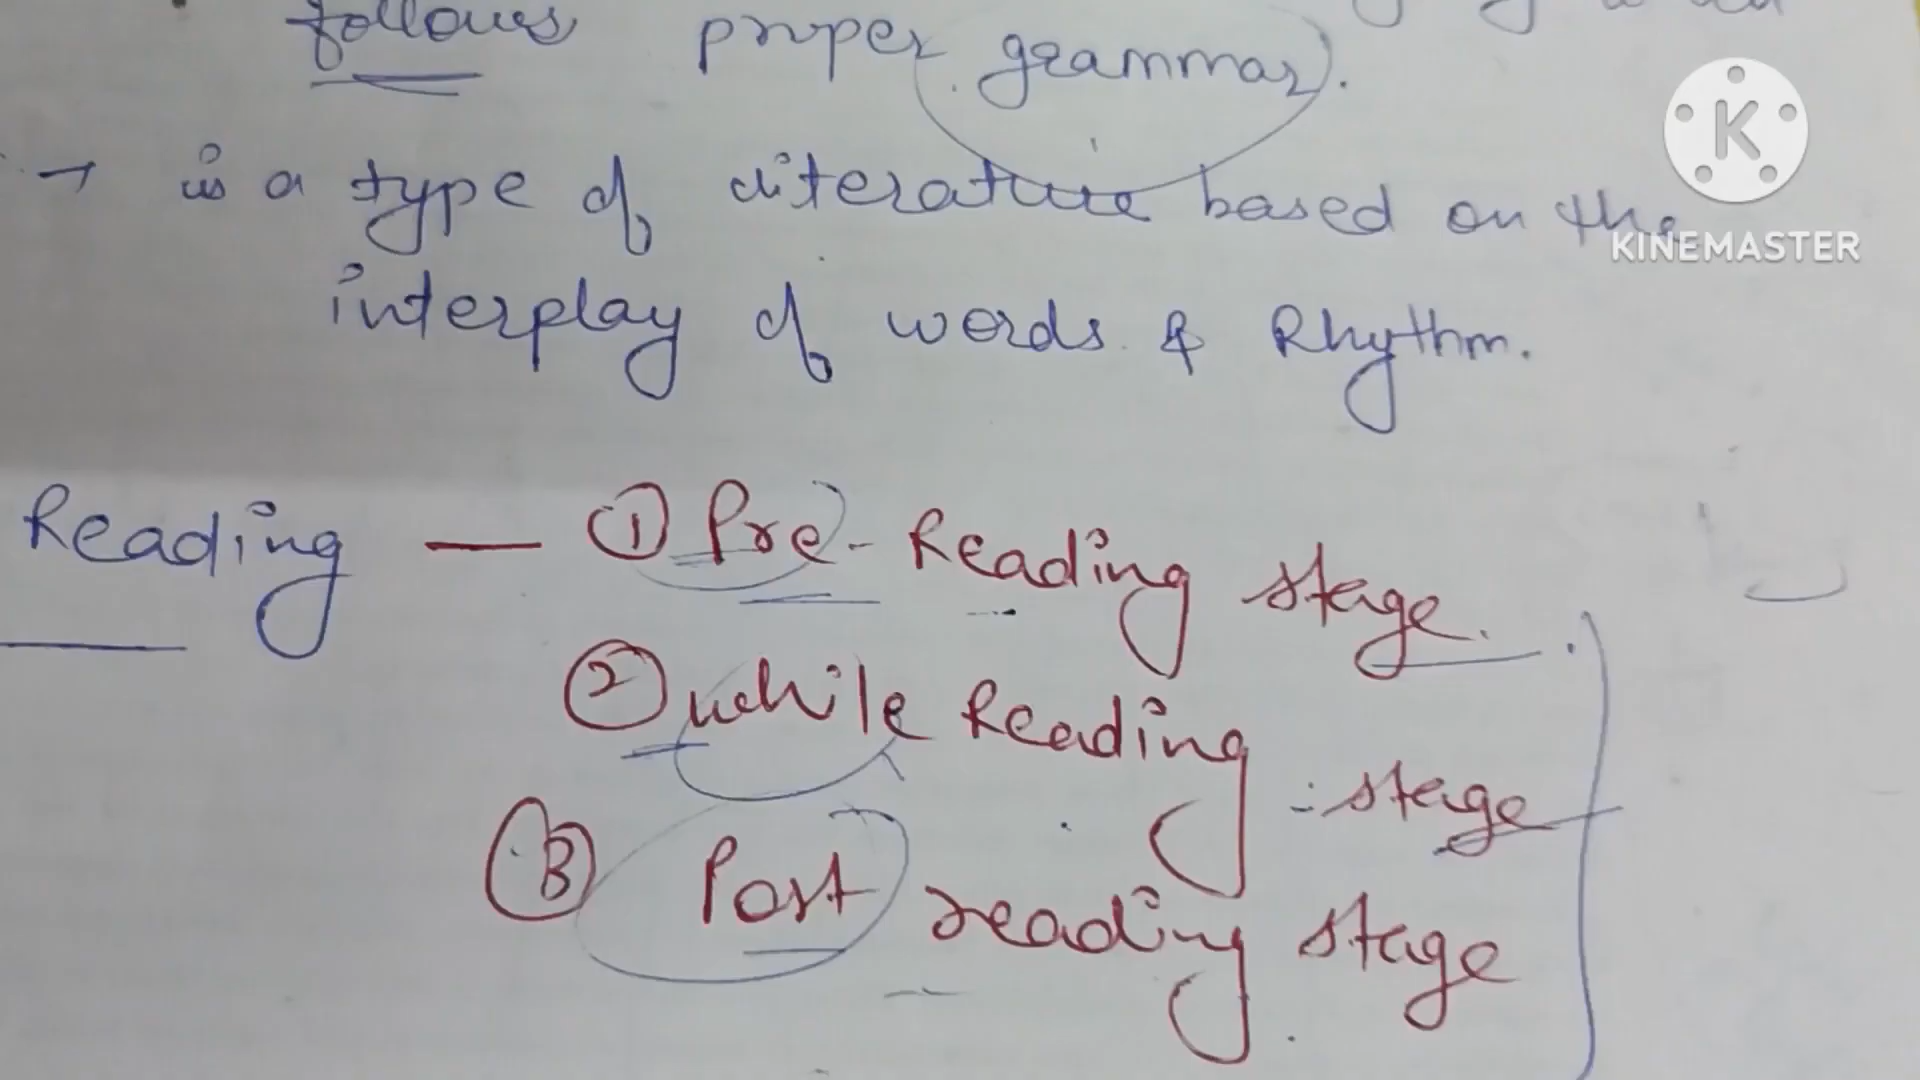 follows proper grammar.
→ is a type of literature based on the
interplay of words & Rhythm.
Reading — ① Pre-Reading stage.
② while Reading stage
③ Post reading stage
KINEMASTER